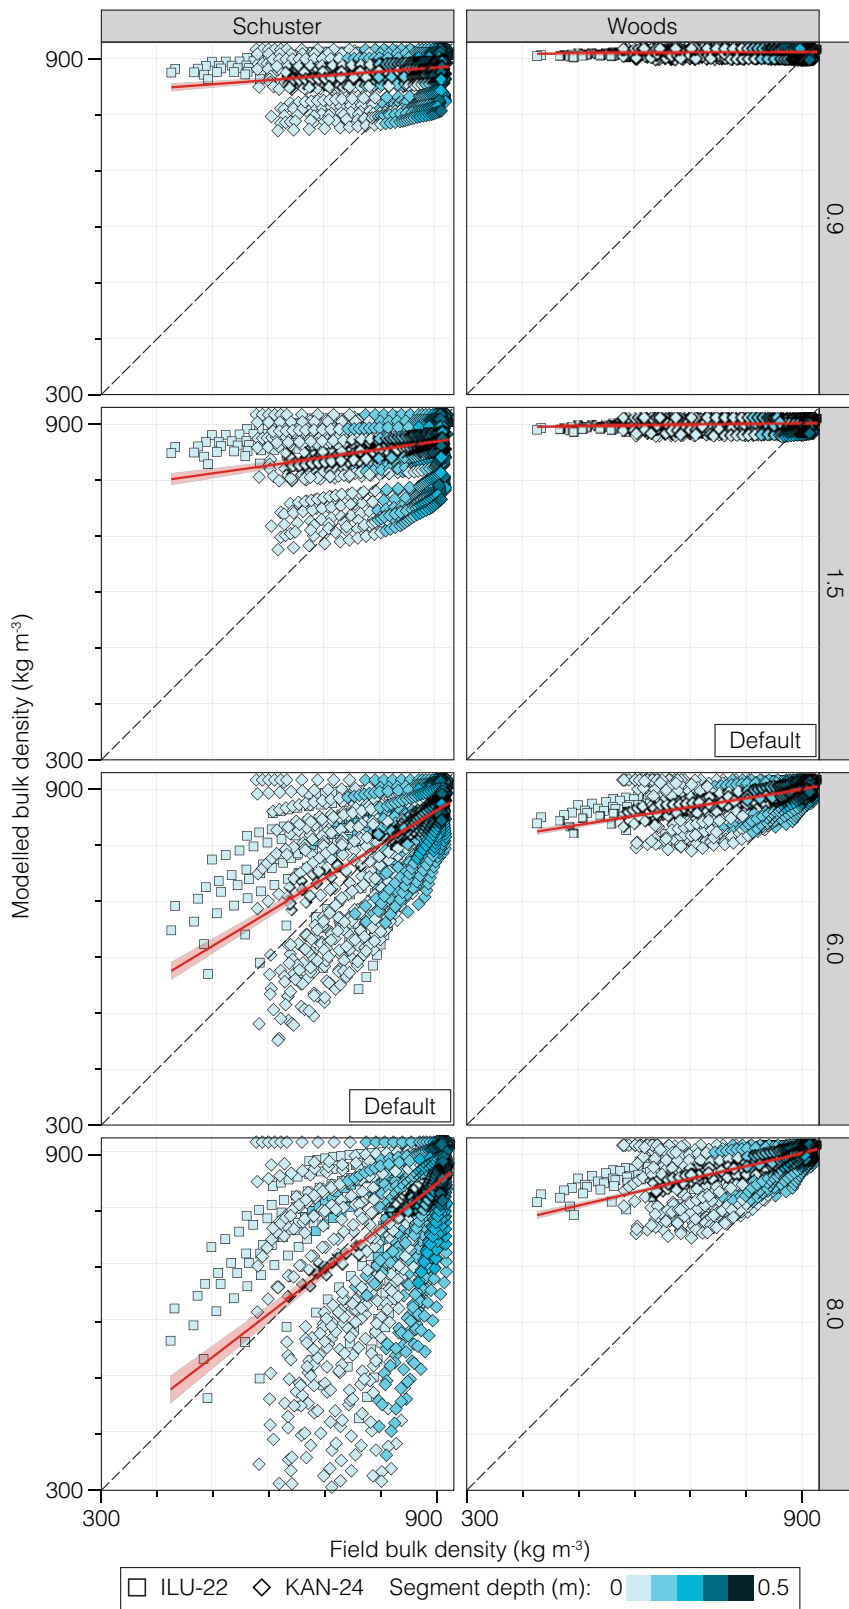 Schuster Woods
900
0.9
300
900
1.5
Default
300
Modelled bulk density (kg m-3)
900
6.0
Default
300
900
8.0
300
300 900 300 900
Field bulk density (kg m-3)
ILU-22 KAN-24 Segment depth (m): 0 0.5